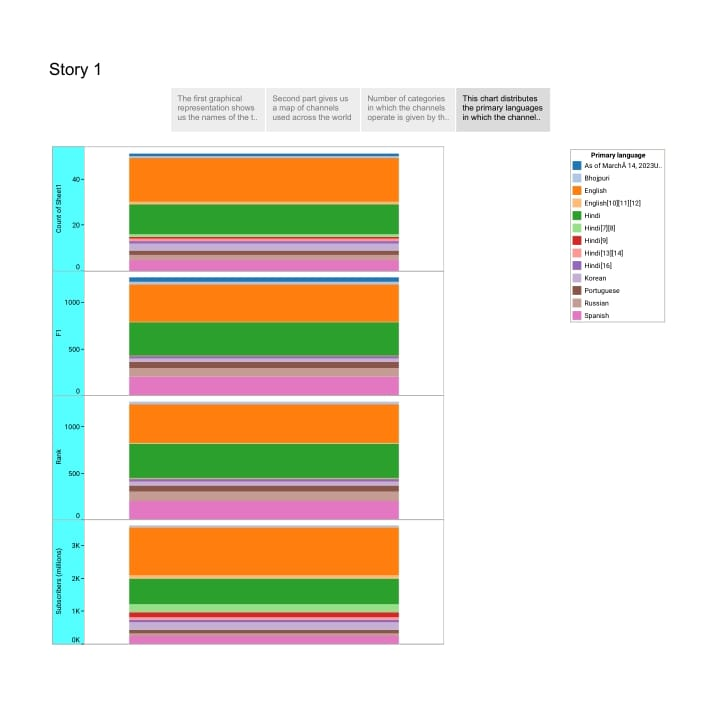 Story 1
The first graphical
representation shows
us the names of the t..
Second part gives us
a map of channels
used across the world
Number of categories
in which the channels
operate is given by th..
This chart distributes
the primary languages
in which the channel..
Count of Sheet1
40
20
0
F1
1000
500
0
Rank
1000
500
0
Subscribers (millions)
3K
2K
1K
0K
Primary language
As of MarchÂ 14, 2023U..
Bhojpuri
English
English[10][11][12]
Hindi
Hindi[7][8]
Hindi[9]
Hindi[13][14]
Hindi[16]
Korean
Portuguese
Russian
Spanish